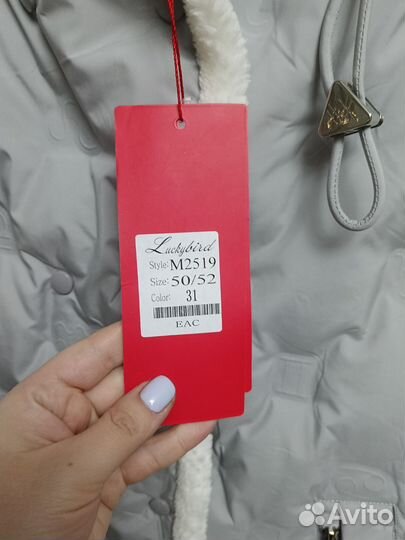 Luckybird
Style: M2519
Size: 50/52
Color: 31
EAC
Avito